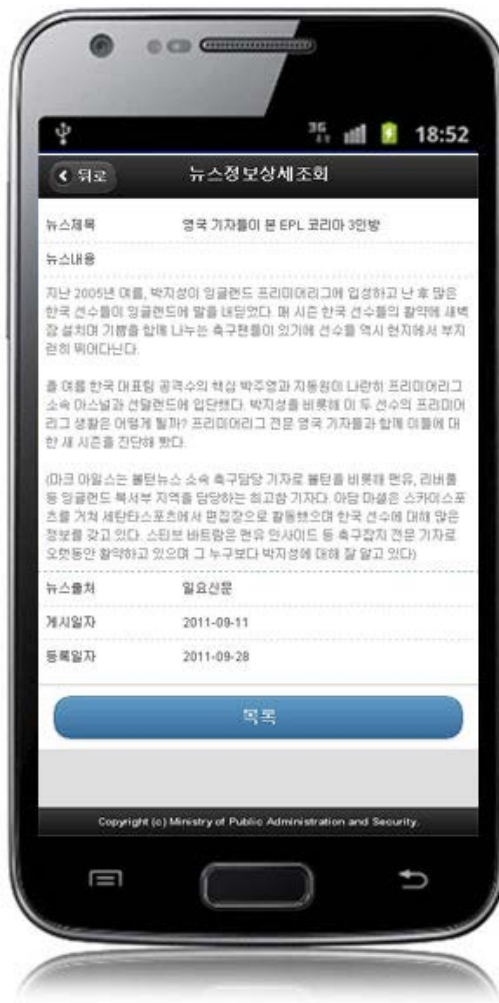 3G
18:52
뒤로
뉴스정보상세조회
뉴스제목 영국 기자들이 본 EPL 코리아 3인방
뉴스내용
지난 2005년 여름, 박지성이 잉글랜드 프리미어리그에 입성하고 난 후 많은
한국 선수들이 잉글랜드에 발을 내딛었다. 매 시즌 한국 선수들의 활약에 새벽
잠 설치며 기쁨을 함께 나누는 축구팬들이 있기에 선수들 역시 현지에서 부지
런히 뛰어다닌다.
올 여름 한국 대표팀 공격수의 핵심 박주영과 지동원이 나란히 프리미어리그
소속 아스널과 선덜랜드에 입단했다. 박지성을 비롯해 이 두 선수의 프리미어
리그 생활은 어떻게 될까? 프리미어리그 전문 영국 기자들과 함께 이들에 대
한 새 시즌을 진단해 봤다.
(마크 아일스는 볼턴뉴스 소속 축구담당 기자로 볼턴을 비롯해 맨유, 리버풀
등 잉글랜드 북서부 지역을 담당하는 최고참 기자다. 아담 마셜은 스카이스포
츠를 거쳐 세탄타스포츠에서 편집장으로 활동했으며 한국 선수에 대해 많은
정보를 갖고 있다. 스티브 바트람은 맨유 인사이드 등 축구잡지 전문 기자로
오랫동안 활약하고 있으며 그 누구보다 박지성에 대해 잘 알고 있다)
뉴스출처 일요신문
게시일자 2011-09-11
등록일자 2011-09-28
목록
Copyright (c) Ministry of Public Administration and Security.